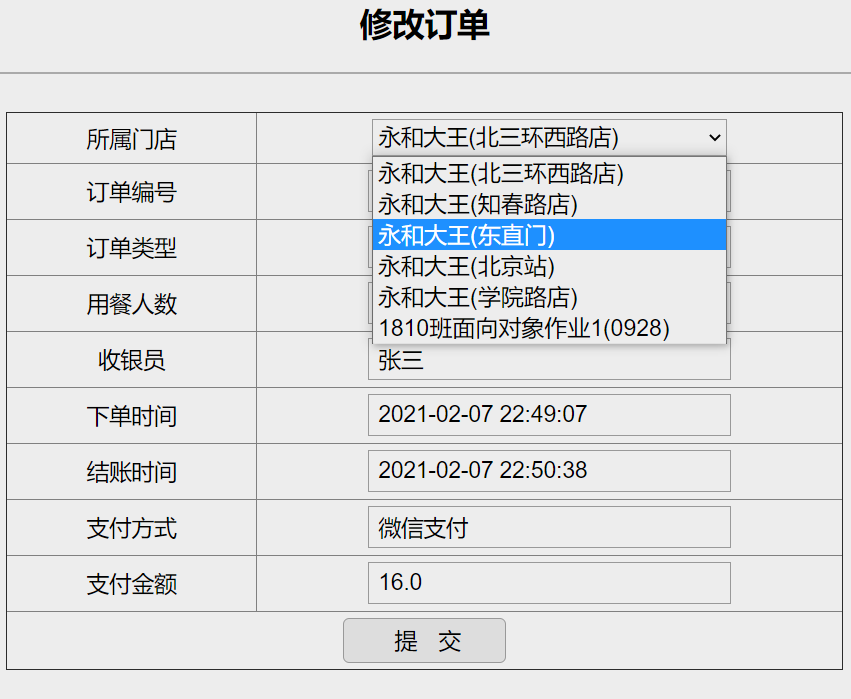 修改订单
所属门店
永和大王(北三环西路店)
永和大王(北三环西路店)
永和大王(知春路店)
永和大王(东直门)
永和大王(北京站)
永和大王(学院路店)
1810班面向对象作业1(0928)
订单编号
订单类型
用餐人数
收银员 张三
下单时间 2021-02-07 22:49:07
结账时间 2021-02-07 22:50:38
支付方式 微信支付
支付金额 16.0
提 交